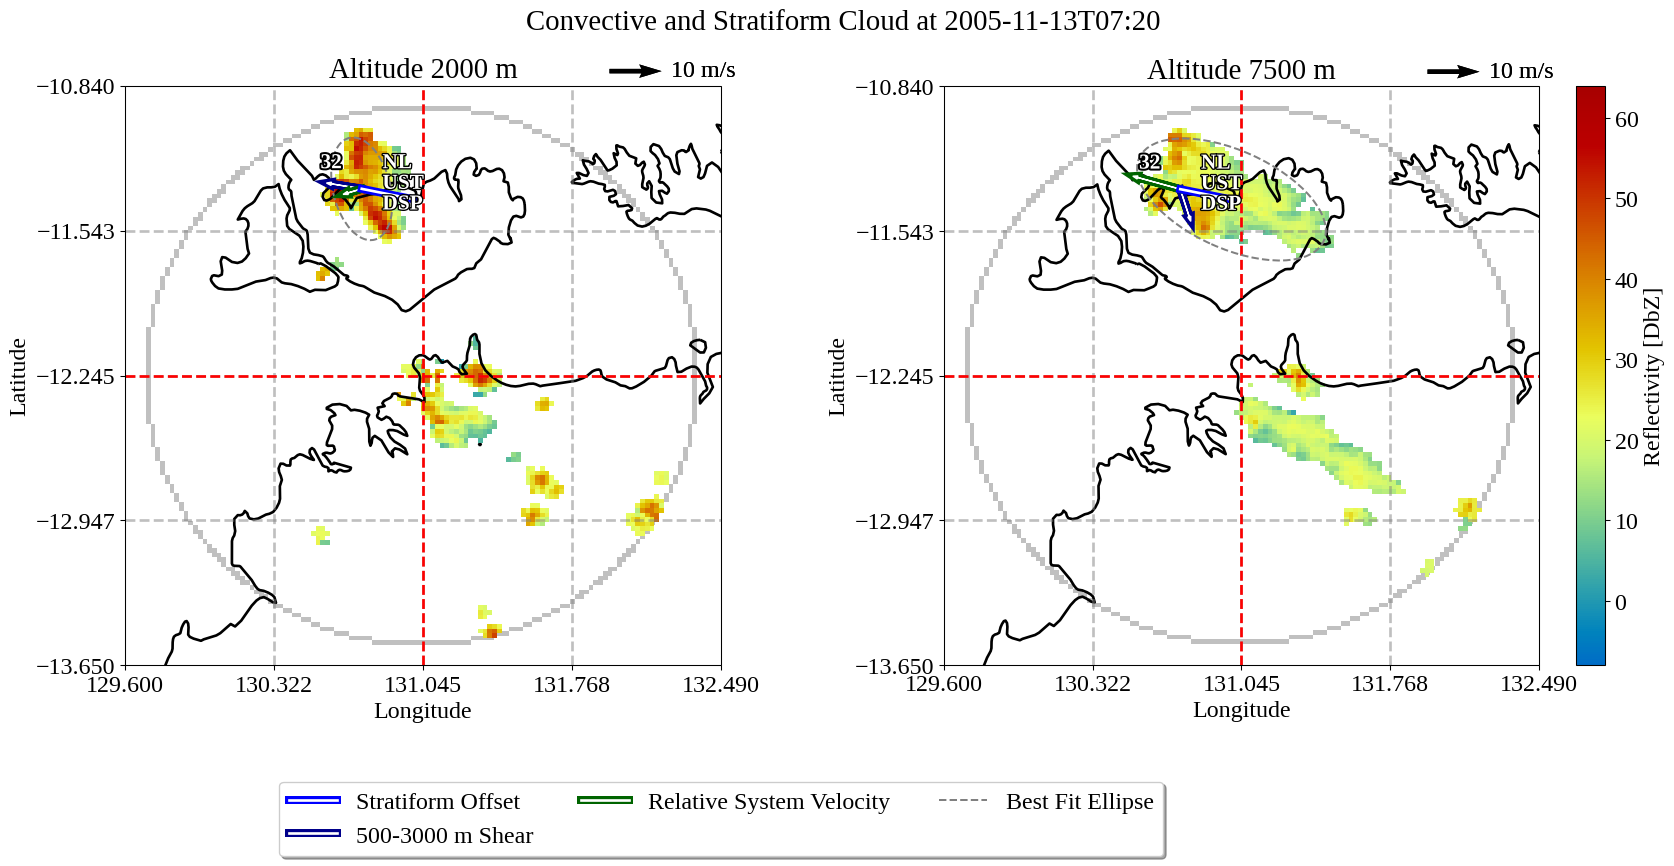 Convective and Stratiform Cloud at 2005-11-13T07:20
Altitude 2000 m
10 m/s
−10.840
−11.543
−12.245
−12.947
−13.650
129.600
130.322
131.045
131.768
132.490
Latitude
Longitude
32
NL
UST
DSP
Altitude 7500 m
10 m/s
−10.840
−11.543
−12.245
−12.947
−13.650
129.600
130.322
131.045
131.768
132.490
Latitude
Longitude
32
NL
UST
DSP
60
50
40
30
20
10
0
Reflectivity [DbZ]
Stratiform Offset
500-3000 m Shear
Relative System Velocity
Best Fit Ellipse